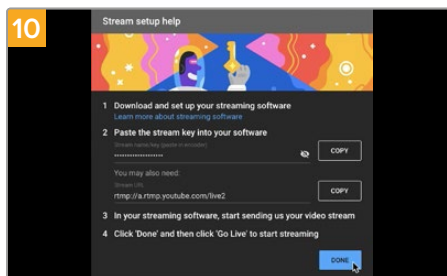 10
Stream setup help
1 Download and set up your streaming software
Learn more about streaming software
2 Paste the stream key into your software
Stream name/key (paste in encoder)
••••••••••••••••••••
COPY
You may also need:
Stream URL
rtmp://a.rtmp.youtube.com/live2
COPY
3 In your streaming software, start sending us your video stream
4 Click 'Done' and then click 'Go Live' to start streaming
DONE